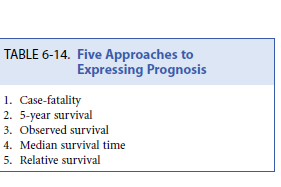 TABLE 6-14. Five Approaches to
Expressing Prognosis
1. Case-fatality
2. 5-year survival
3. Observed survival
4. Median survival time
5. Relative survival